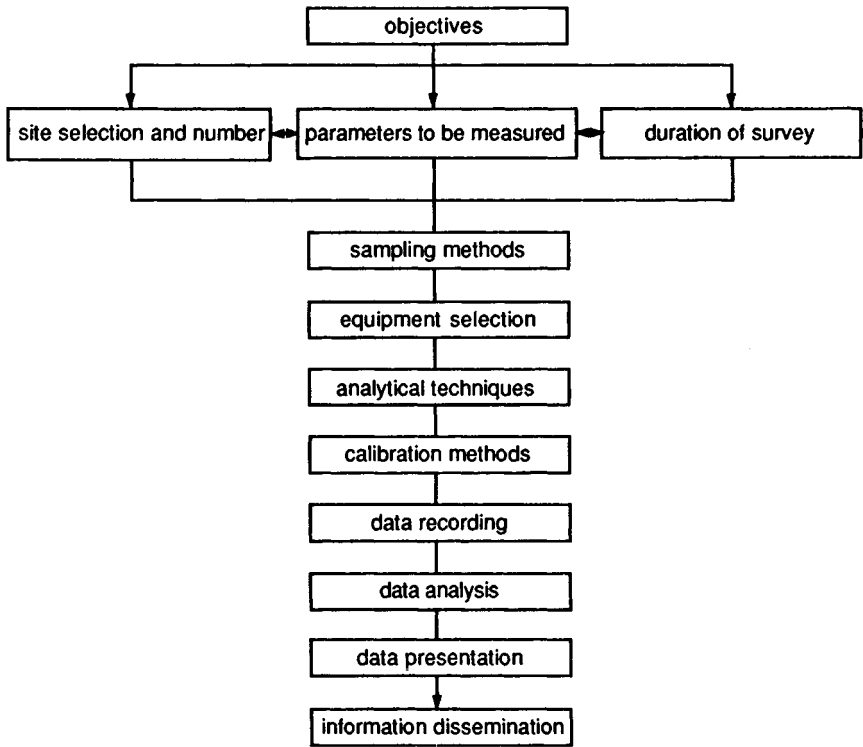 objectives
site selection and number
parameters to be measured
duration of survey
sampling methods
equipment selection
analytical techniques
calibration methods
data recording
data analysis
data presentation
information dissemination